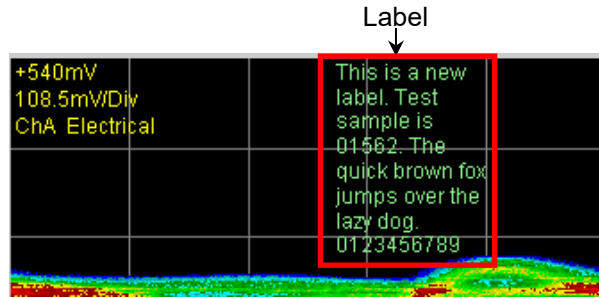 Label
+540mV
108.5mV/Div
ChA Electrical
This is a new
label. Test
sample is
01562. The
quick brown fox
jumps over the
lazy dog.
0123456789